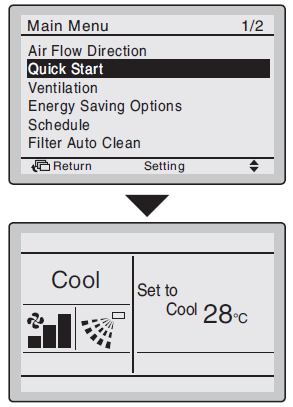 Main Menu 1/2
Air Flow Direction
Quick Start
Ventilation
Energy Saving Options
Schedule
Filter Auto Clean
Return Setting
Cool
Set to
Cool 28°C